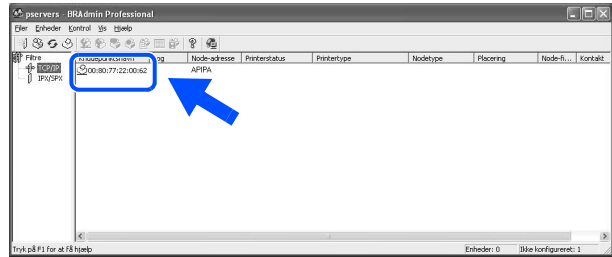 pservers - BRAdmin Professional
Filer Enheder Kontrol Vis Hjælp
Filtre
TCP/IP
IPX/SPX
Knudepunktsnavn Log Node-adresse Printerstatus Printertype Nodetype Placering Node-fi... Kontakt
00:80:77:22:00:62 APIPA
Tryk på F1 for at få hjælp Enheder: 0 Ikke konfigureret: 1